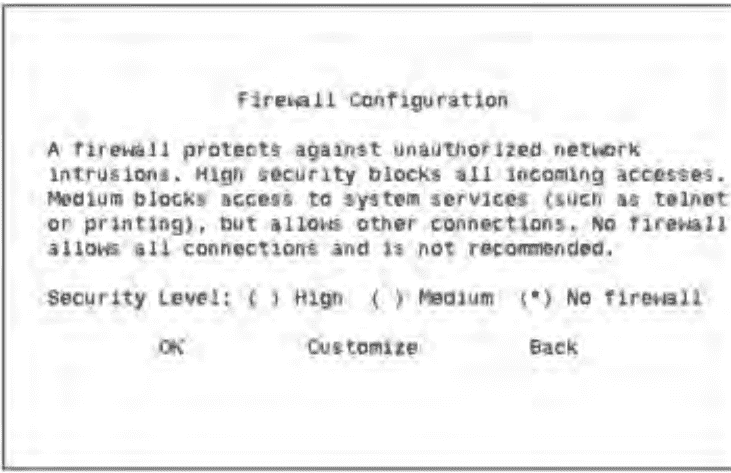 Firewall Configuration
A firewall protects against unauthorized network
intrusions. High security blocks all incoming accesses.
Medium blocks access to system services (such as telnet
or printing), but allows other connections. No firewall
allows all connections and is not recommended.
Security Level: ( ) High ( ) Medium (*) No firewall
OK Customize Back